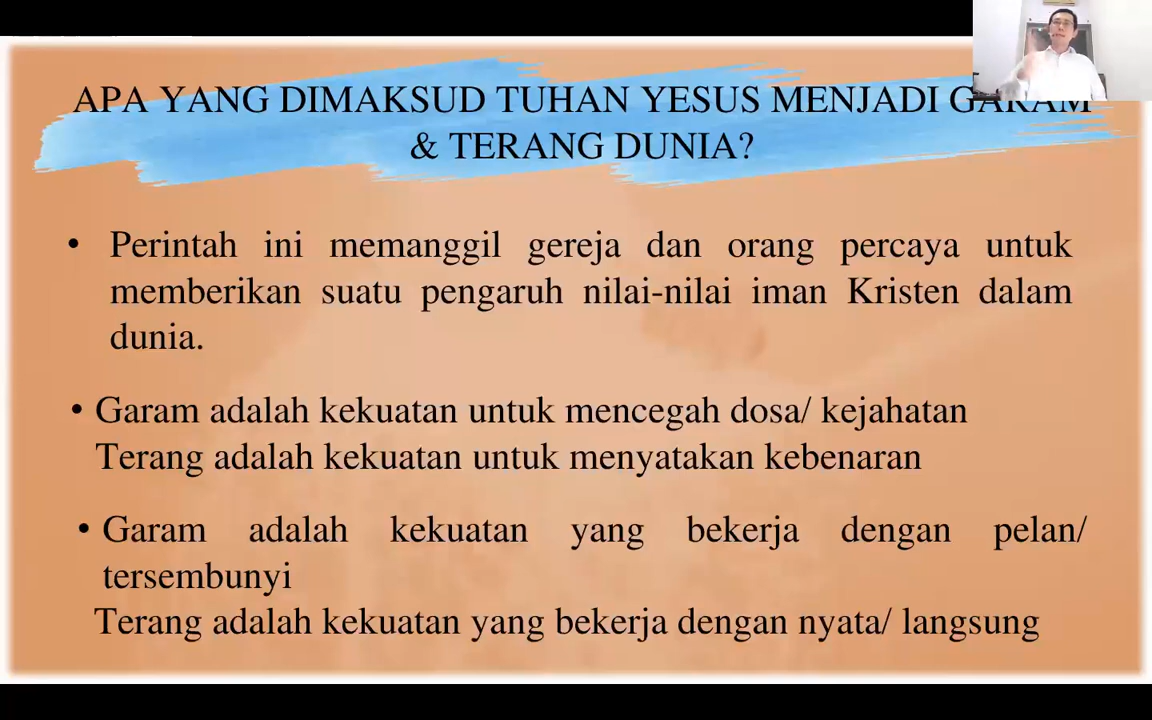 APA YANG DIMAKSUD TUHAN YESUS MENJADI GARAM
& TERANG DUNIA?
• Perintah ini memanggil gereja dan orang percaya untuk
memberikan suatu pengaruh nilai-nilai iman Kristen dalam
dunia.
• Garam adalah kekuatan untuk mencegah dosa/ kejahatan
Terang adalah kekuatan untuk menyatakan kebenaran
• Garam adalah kekuatan yang bekerja dengan pelan/
tersembunyi
Terang adalah kekuatan yang bekerja dengan nyata/ langsung